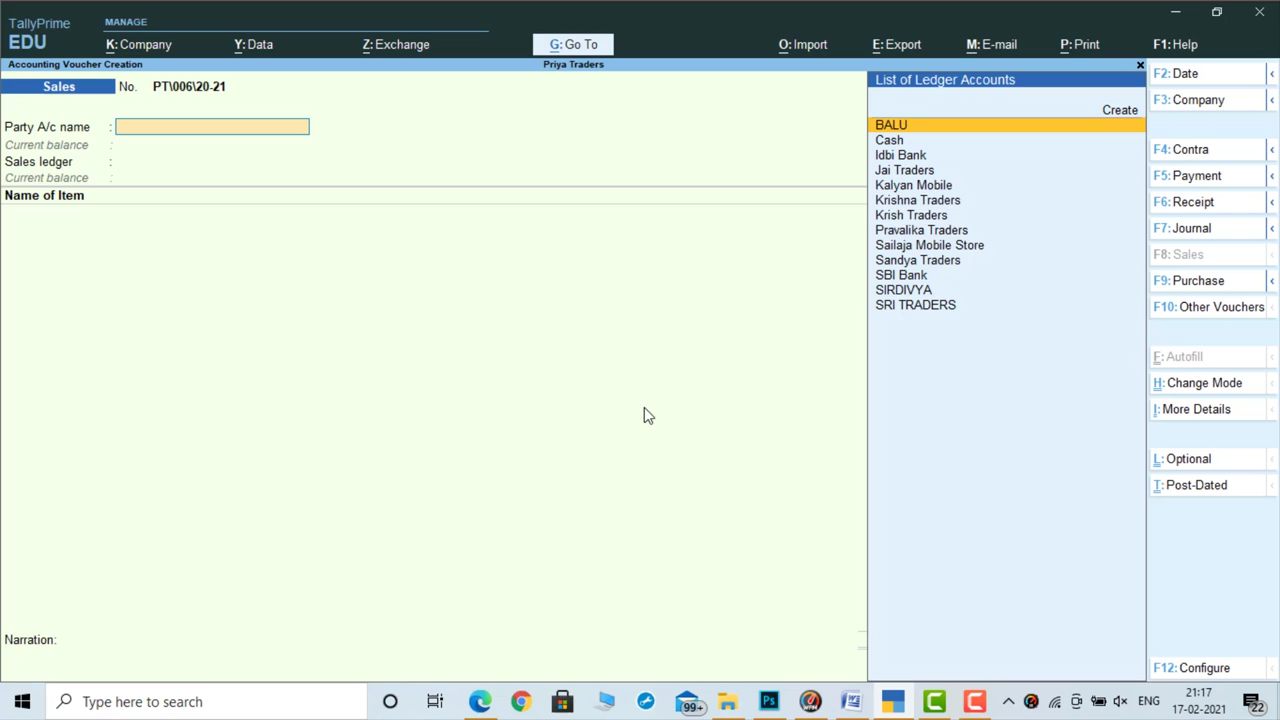 TallyPrime
EDU
MANAGE
K: Company
Y: Data
Z: Exchange
G: Go To
O: Import
E: Export
M: E-mail
P: Print
F1: Help
Accounting Voucher Creation
Priya Traders
Sales No. PT\006\20-21
Party A/c name :
Current balance :
Sales ledger :
Current balance :
Name of Item
Narration:
List of Ledger Accounts
Create
BALU
Cash
Idbi Bank
Jai Traders
Kalyan Mobile
Krishna Traders
Krish Traders
Pravalika Traders
Sailaja Mobile Store
Sandya Traders
SBI Bank
SIRDIVYA
SRI TRADERS
F2: Date
F3: Company
F4: Contra
F5: Payment
F6: Receipt
F7: Journal
F8: Sales
F9: Purchase
F10: Other Vouchers
F: Autofill
H: Change Mode
I: More Details
L: Optional
T: Post-Dated
F12: Configure
Type here to search
99+
Ps
ENG
21:17
17-02-2021
22